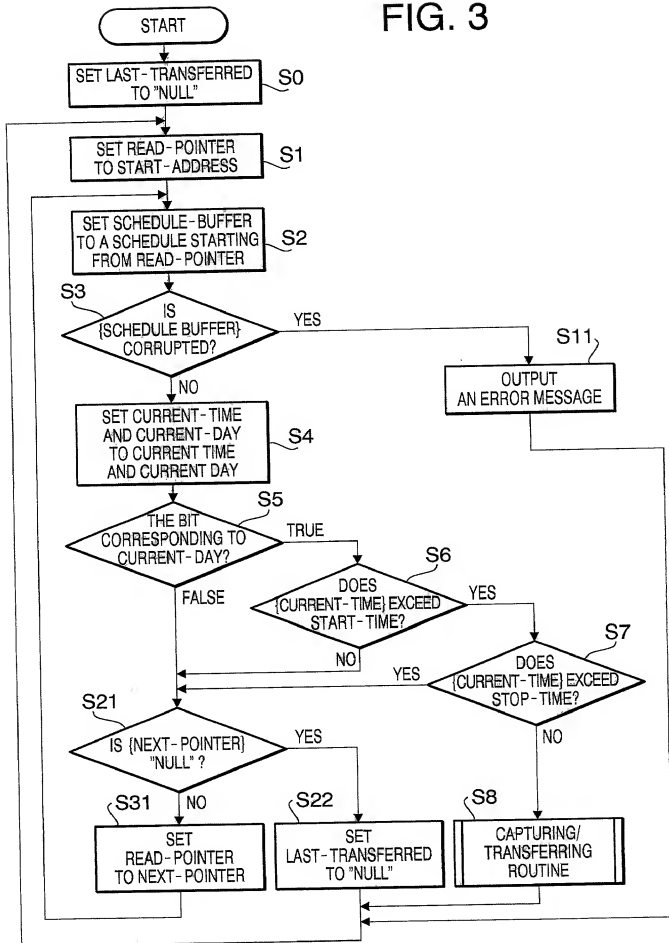 FIG. 3
START
SET LAST-TRANSFERRED
TO "NULL"
S0
SET READ-POINTER
TO START-ADDRESS
S1
SET SCHEDULE-BUFFER
TO A SCHEDULE STARTING
FROM READ-POINTER
S2
S3
IS
{SCHEDULE BUFFER}
CORRUPTED?
YES
NO
S11
OUTPUT
AN ERROR MESSAGE
SET CURRENT-TIME
AND CURRENT-DAY
TO CURRENT TIME
AND CURRENT DAY
S4
THE BIT
CORRESPONDING TO
CURRENT-DAY?
S5
TRUE
FALSE
DOES
{CURRENT-TIME} EXCEED
START-TIME?
S6
YES
NO
DOES
{CURRENT-TIME} EXCEED
STOP-TIME?
S7
YES
NO
S21
IS {NEXT-POINTER}
"NULL" ?
YES
NO
S31
SET
READ-POINTER
TO NEXT-POINTER
S22
SET
LAST-TRANSFERRED
TO "NULL"
S8
CAPTURING/
TRANSFERRING
ROUTINE